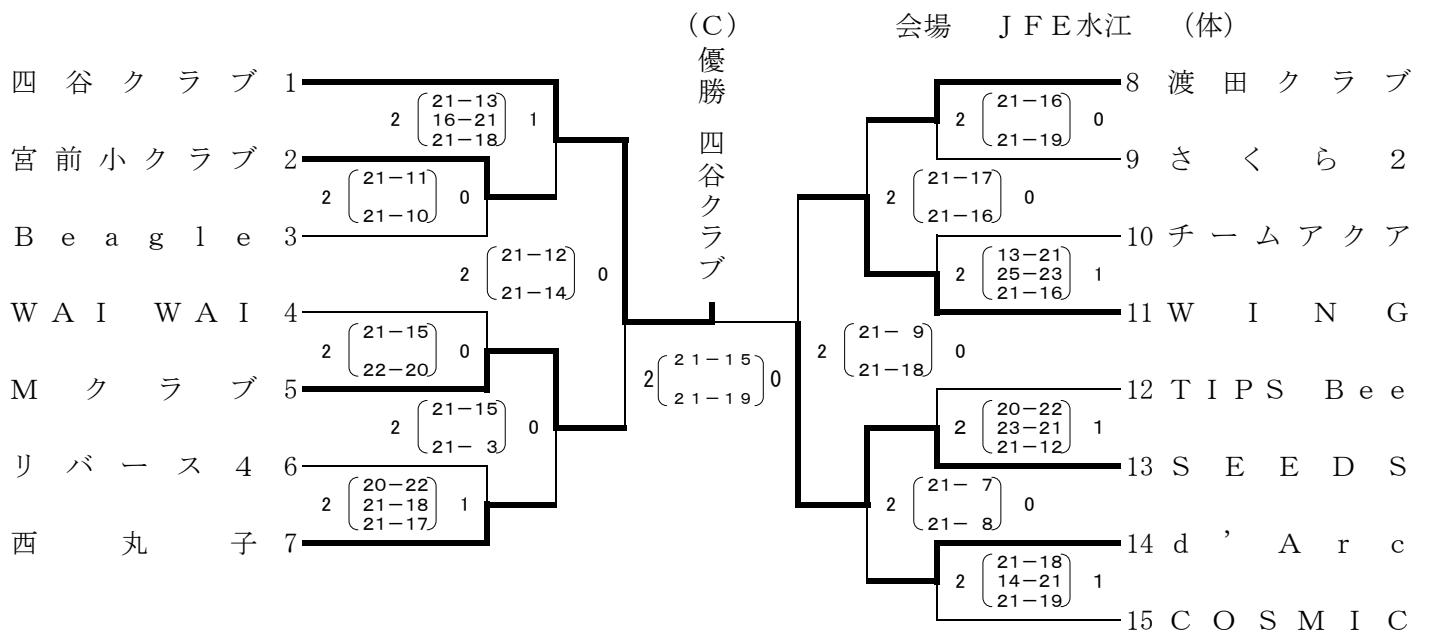 (C) 会場 JFE水江 (体)
優勝 四谷クラブ
四谷クラブ 1
2 21-13 16-21 21-18 1
宮前小クラブ 2
2 21-11 21-10 0
Beagle 3
2 21-12 21-14 0
WAI WAI 4
2 21-15 22-20 0
Mクラブ 5
2 21-15 21- 3 0
リバース4 6
2 20-22 21-18 21-17 1
西丸子 7
2 21-15 21-19 0
8 渡田クラブ
2 21-16 21-19 0
9 さくら2
2 21-17 21-16 0
10 チームアクア
2 13-21 25-23 21-16 1
11 WING
2 21- 9 21-18 0
12 TIPS Bee
2 20-22 23-21 21-12 1
13 SEEDS
2 21- 7 21- 8 0
14 d'Arc
2 21-18 14-21 21-19 1
15 COSMIC